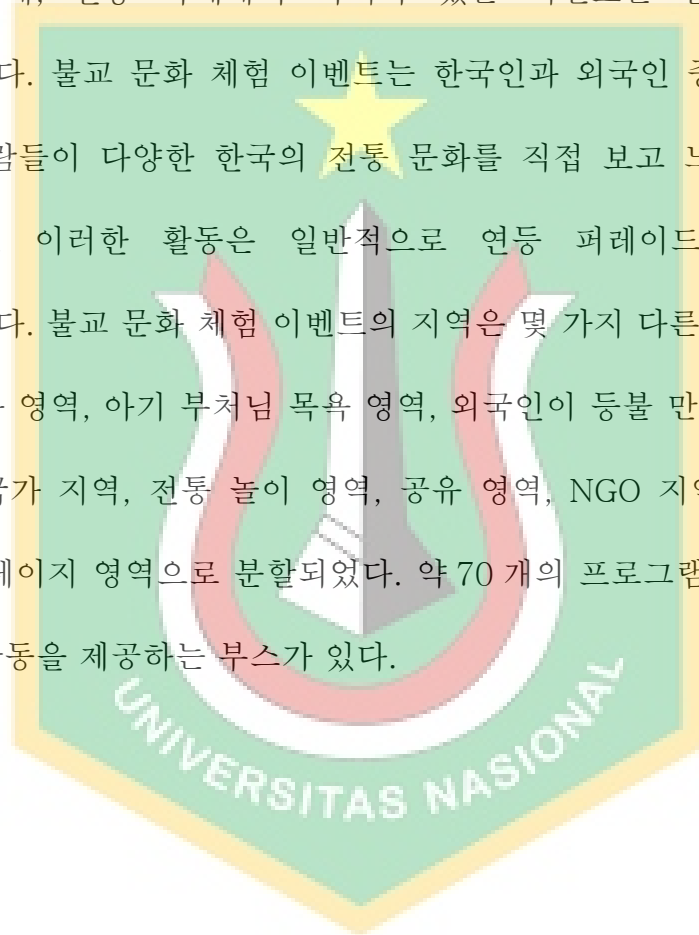 다. 불교 문화 체험 이벤트는 한국인과 외국인
람들이 다양한 한국의 전통 문화를 직접 보고
이러한 활동은 일반적으로 연등 퍼레이드
다. 불교 문화 체험 이벤트의 지역은 몇 가지 다른
영역, 아기 부처님 목욕 영역, 외국인이 등불 만
국가 지역, 전통 놀이 영역, 공유 영역, NGO 지역
테이지 영역으로 분할되었다. 약 70 개의 프로그램
활동을 제공하는 부스가 있다.
UNIVERSITAS NASIONAL